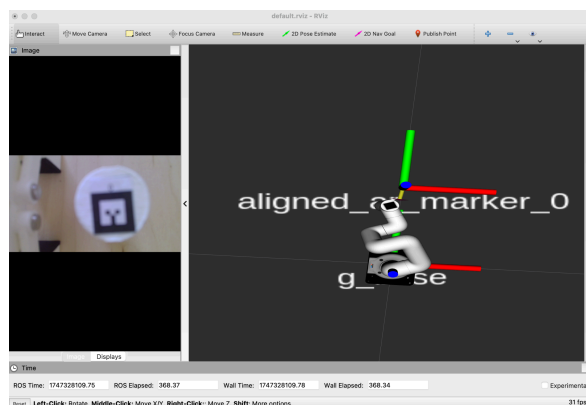 default.rviz - RViz
Interact Move Camera Select Focus Camera Measure 2D Pose Estimate 2D Nav Goal Publish Point
Image
aligned_ar_marker_0
Image Displays
Time
ROS Time: 1747328109.75 ROS Elapsed: 368.37 Wall Time: 1747328109.78 Wall Elapsed: 368.34 Experimental
Reset Left-Click: Rotate. Middle-Click: Move X/Y. Right-Click:: Move Z. Shift: More options. 31 fps